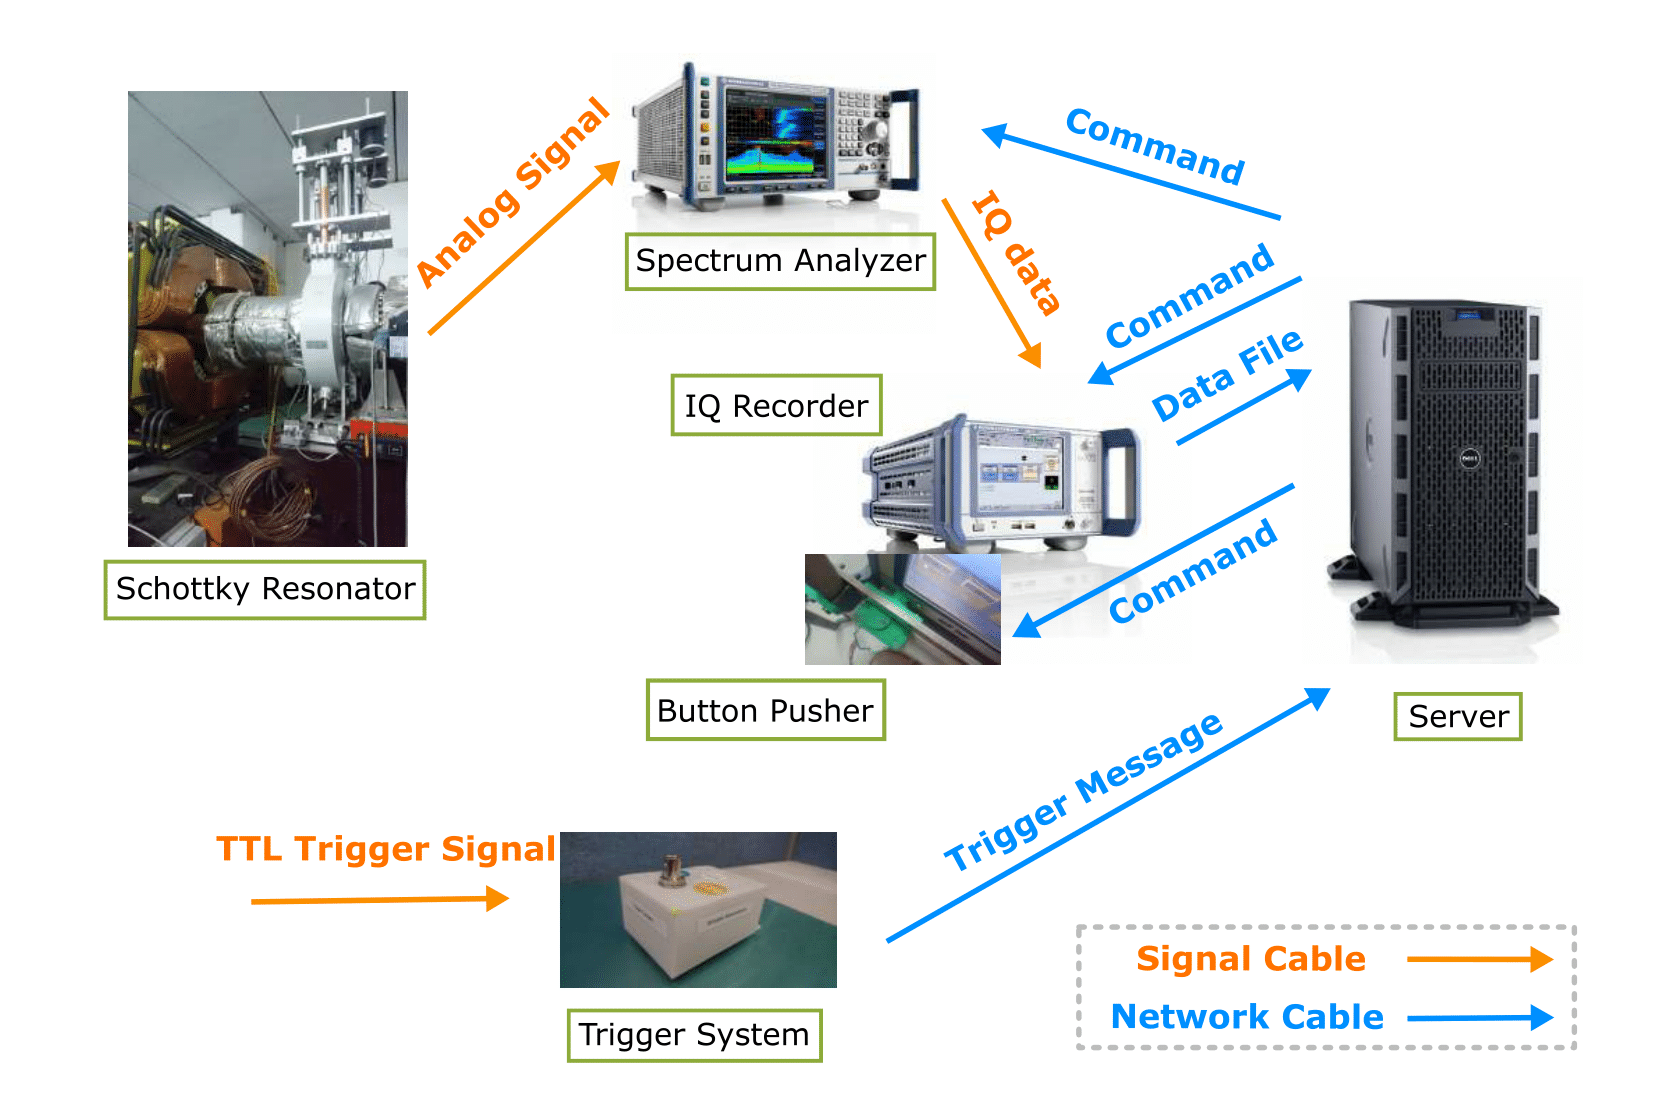 Analog Signal
Spectrum Analyzer
Command
IQ data
Command
Data File
IQ Recorder
Schottky Resonator
Command
Button Pusher
Server
Trigger Message
TTL Trigger Signal
Trigger System
Signal Cable
Network Cable
DELL